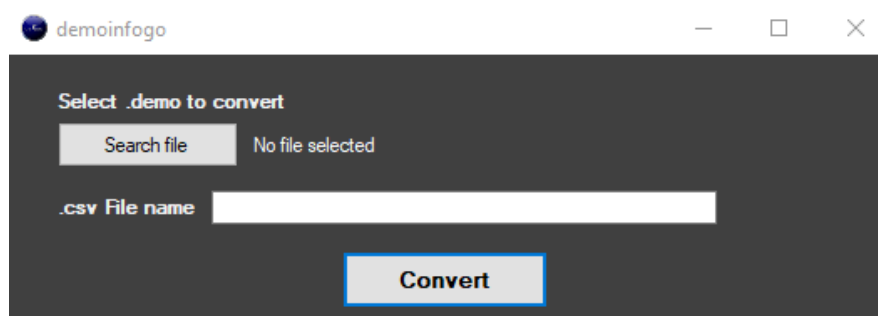 demoinfogo
Select .demo to convert
Search file No file selected
.csv File name
Convert